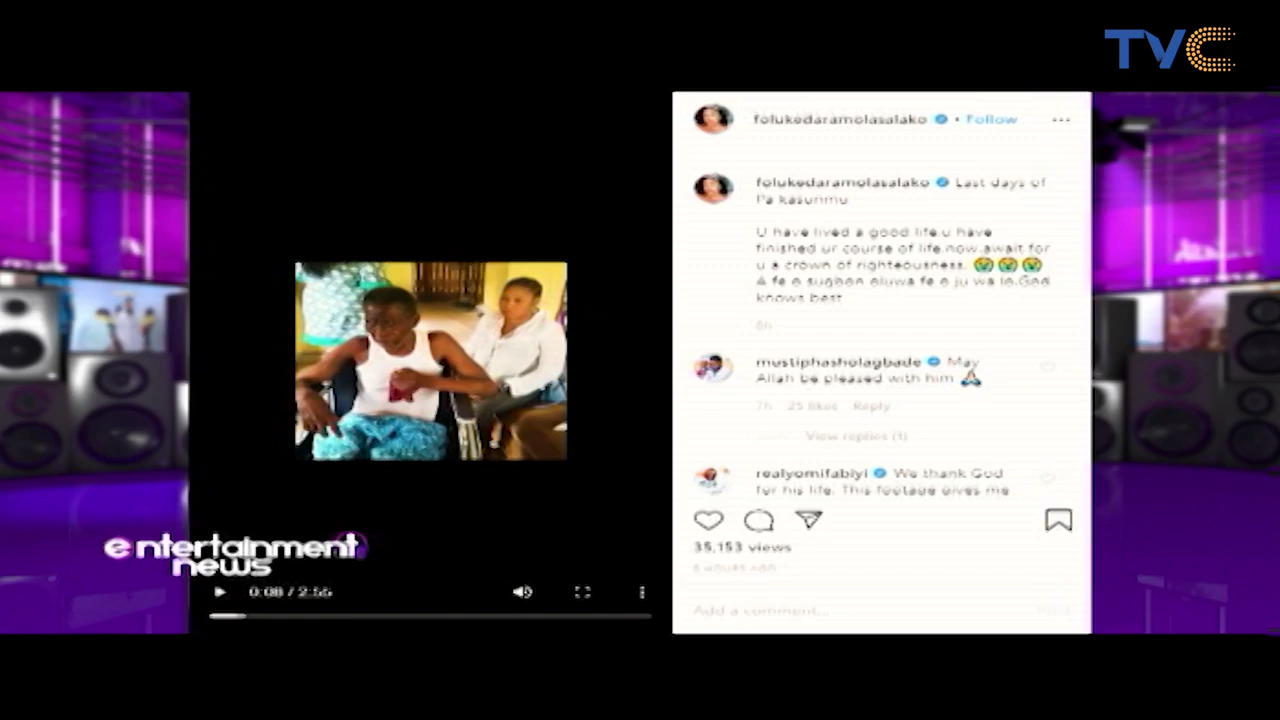 TVC
folukedaramolasalako • Follow
folukedaramolasalako Last days of
Pa kasunmu
U have lived a good life.u have
finished ur course of life.now.await for
u a crown of righteousness. 😭😭😭
A fe o sugbon oluwa fe o ju wa lo.God
knows best
6h
mustiphasholagbade May
Allah be pleased with him 🙏
7h 25 likes Reply
View replies (1)
realyomifabiyi We thank God
for his life. This footage gives me
35,153 views
Add a comment...
entertainment
news
0:08 / 2:55